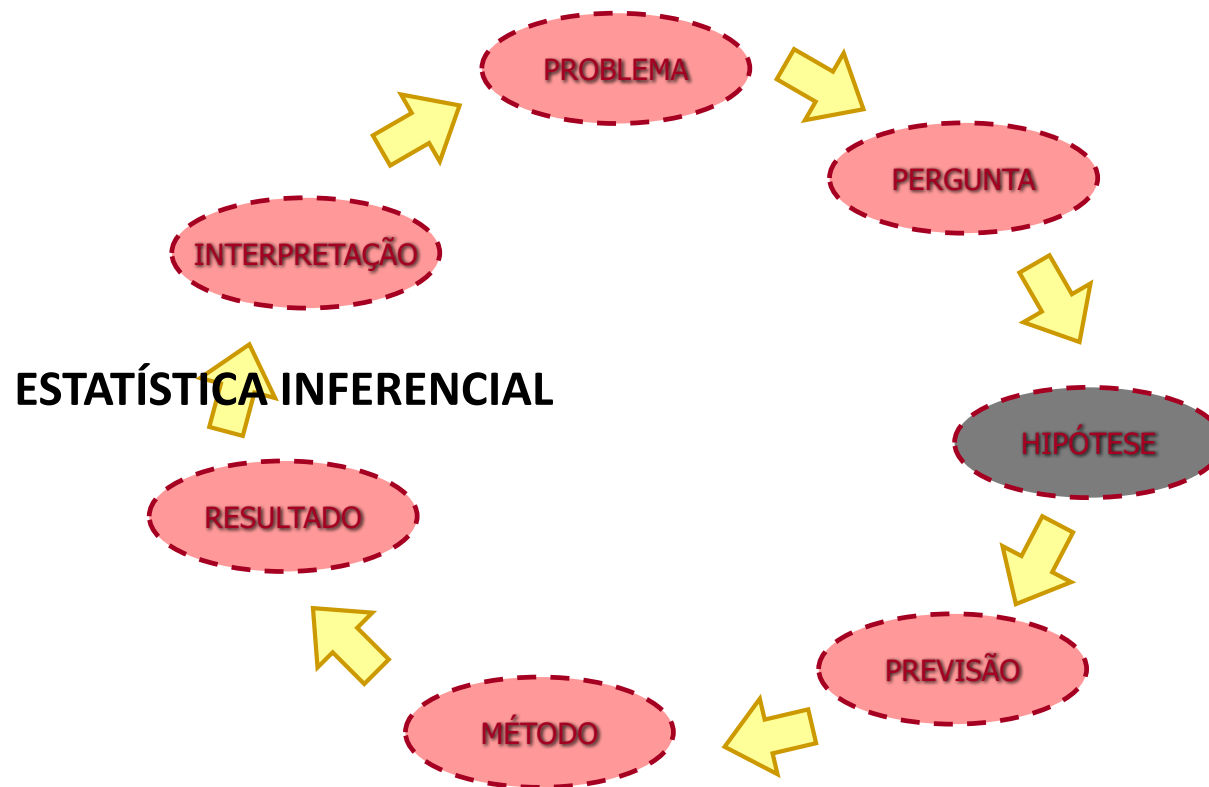 PROBLEMA
PERGUNTA
INTERPRETAÇÃO
ESTATÍSTICA INFERENCIAL
HIPÓTESE
RESULTADO
PREVISÃO
MÉTODO